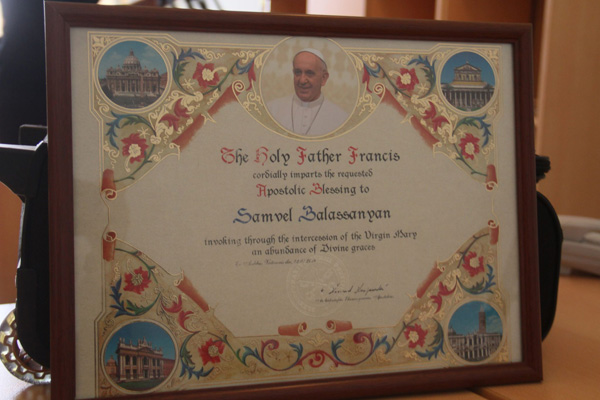 The Holy Father Francis
cordially imparts the requested
Apostolic Blessing to
Samvel Balassanyan
invoking through the intercession of the Virgin Mary
an abundance of Divine graces